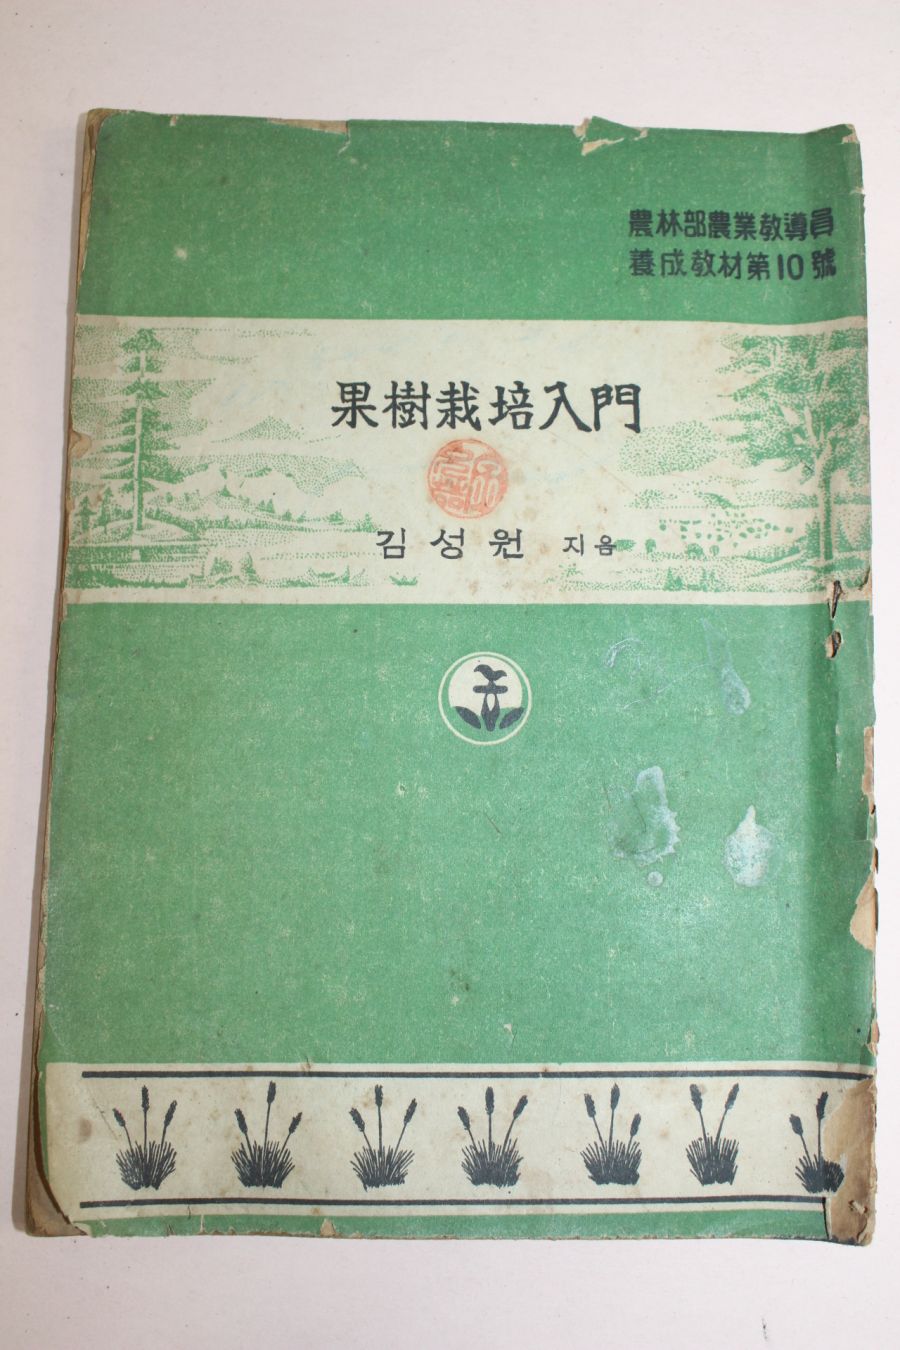 農林部農業敎導員
養成敎材第10號
果樹栽培入門
김성원 지음